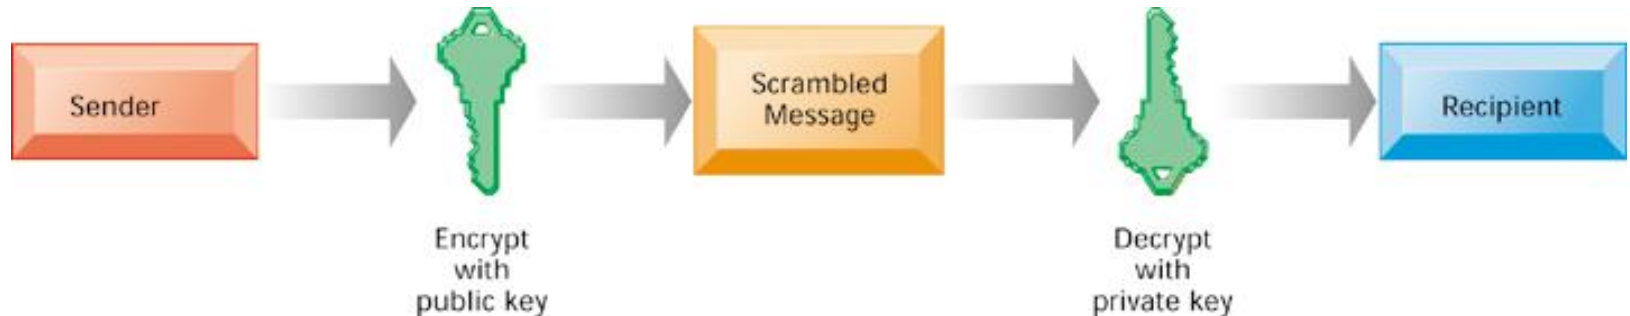 Sender
Encrypt
with
public key
Scrambled
Message
Decrypt
with
private key
Recipient